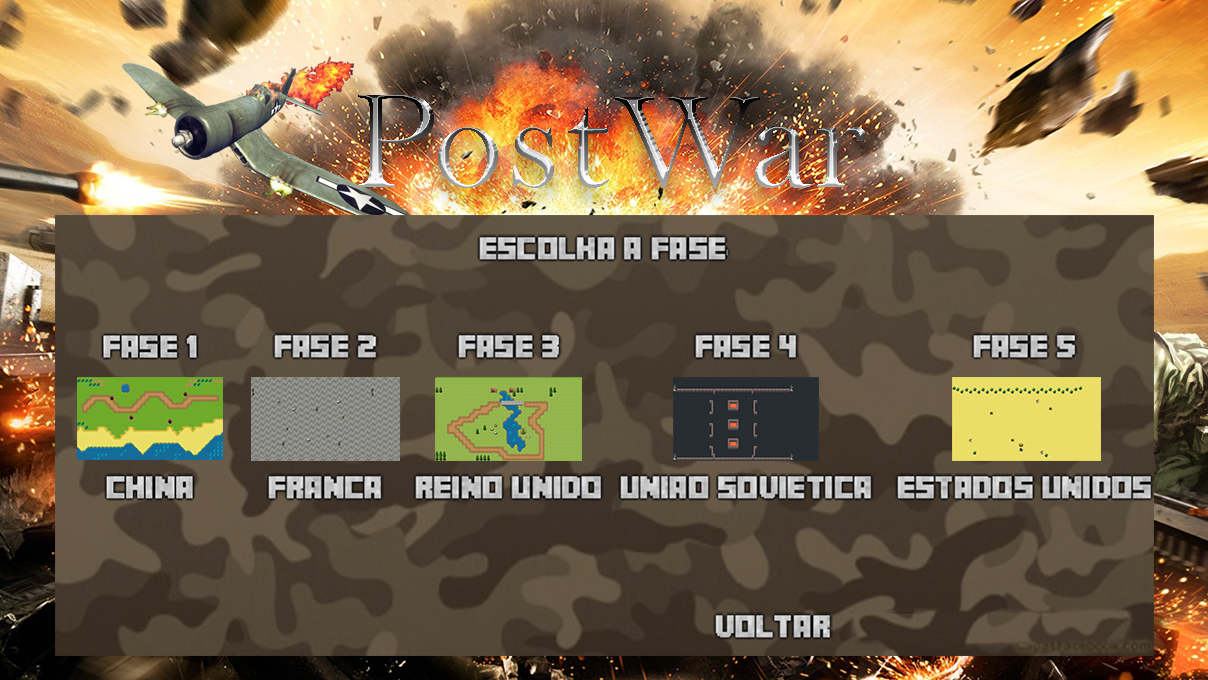 PostWar
ESCOLHA A FASE
FASE 1 FASE 2 FASE 3 FASE 4 FASE 5
CHINA FRANCA REINO UNIDO UNIAO SOVIETICA ESTADOS UNIDOS
VOLTAR